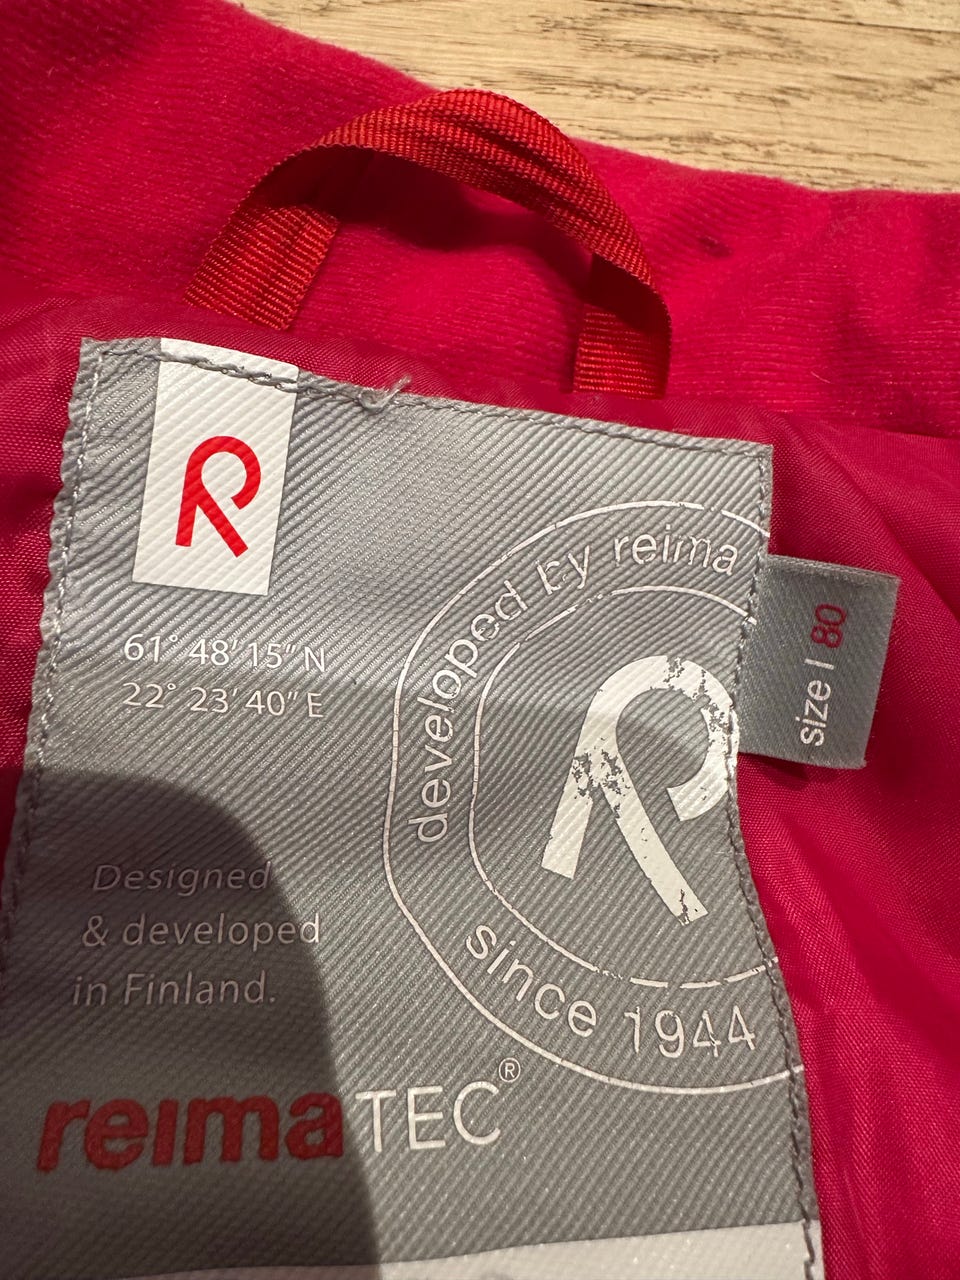 R
61° 48' 15" N
22° 23' 40" E
developed by reima
R
since 1944
size | 80
Designed
& developed
in Finland.
reimaTEC®